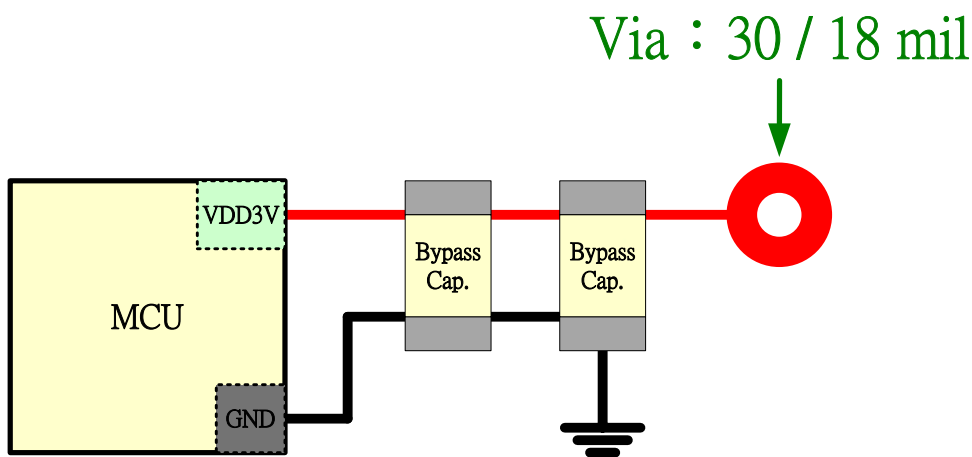 Via：30 / 18 mil
VDD3V
Bypass
Cap.
Bypass
Cap.
MCU
GND